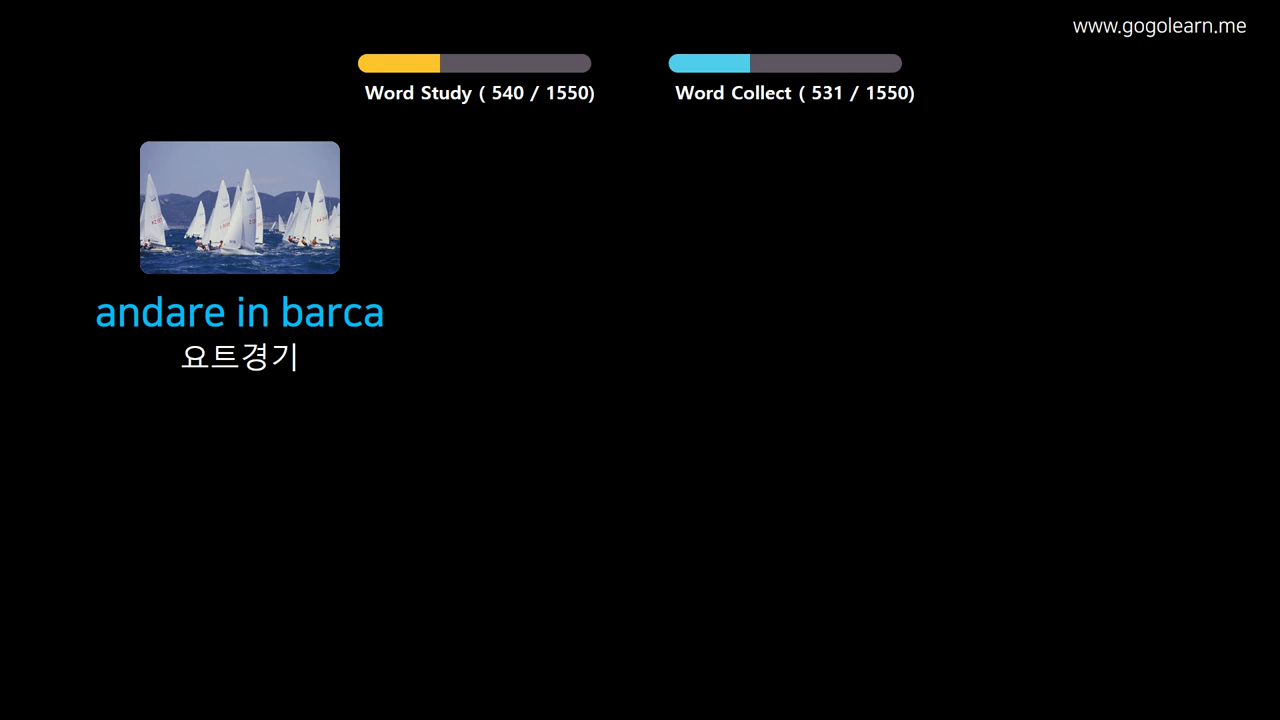 www.gogolearn.me
Word Study ( 540 / 1550)
Word Collect ( 531 / 1550)
andare in barca
요트경기